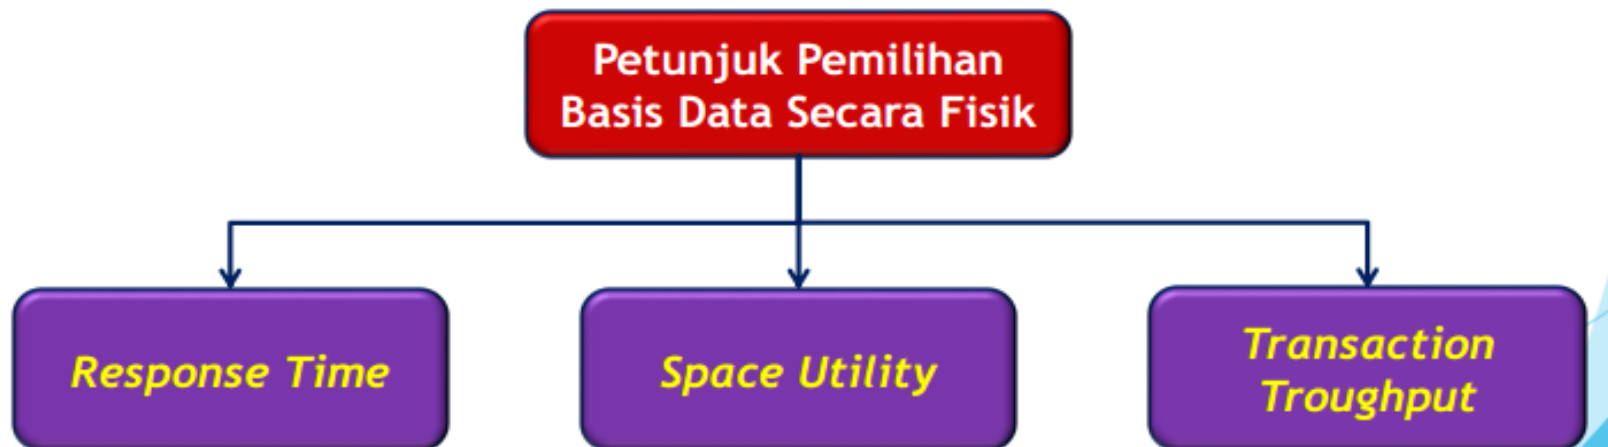 Petunjuk Pemilihan
Basis Data Secara Fisik
Response Time
Space Utility
Transaction
Troughput